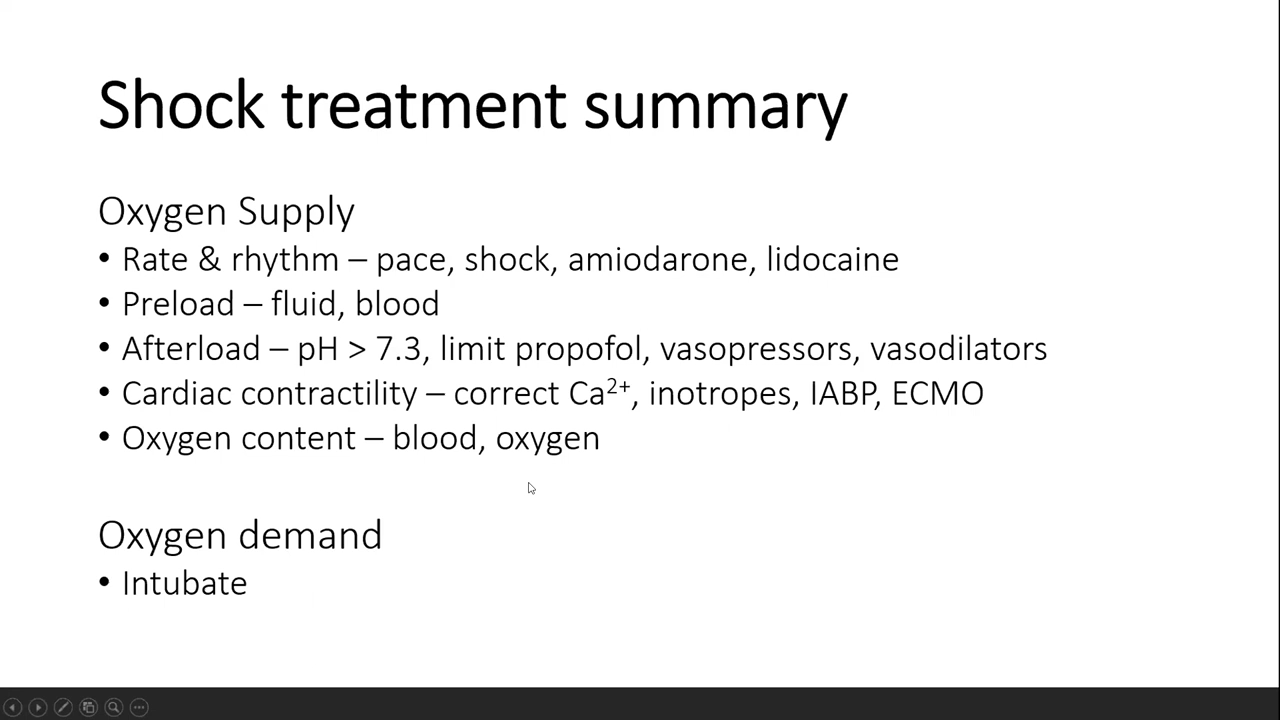 Shock treatment summary
Oxygen Supply
• Rate & rhythm – pace, shock, amiodarone, lidocaine
• Preload – fluid, blood
• Afterload – pH > 7.3, limit propofol, vasopressors, vasodilators
• Cardiac contractility – correct Ca²⁺, inotropes, IABP, ECMO
• Oxygen content – blood, oxygen
Oxygen demand
• Intubate